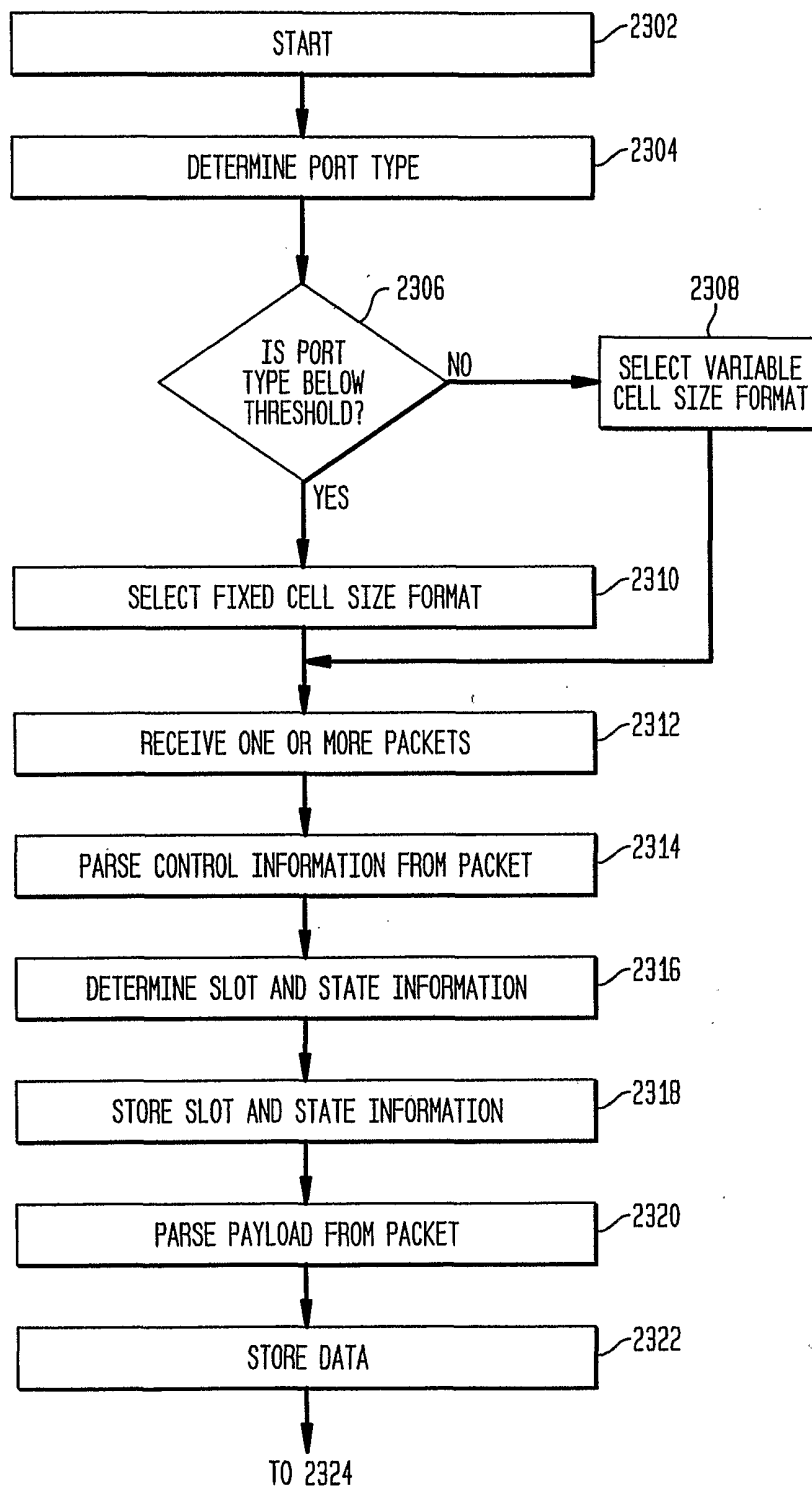 START
2302
DETERMINE PORT TYPE
2304
2306
IS PORT
TYPE BELOW
THRESHOLD?
NO
2308
SELECT VARIABLE
CELL SIZE FORMAT
YES
SELECT FIXED CELL SIZE FORMAT
2310
RECEIVE ONE OR MORE PACKETS
2312
PARSE CONTROL INFORMATION FROM PACKET
2314
DETERMINE SLOT AND STATE INFORMATION
2316
STORE SLOT AND STATE INFORMATION
2318
PARSE PAYLOAD FROM PACKET
2320
STORE DATA
2322
TO 2324